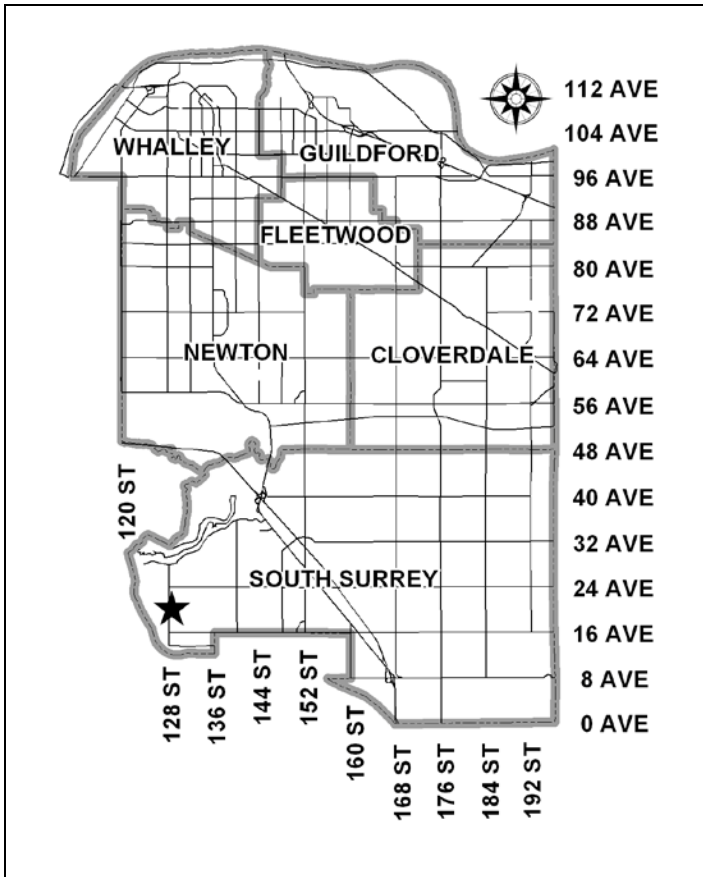 112 AVE
104 AVE
WHALLEY
GUILDFORD
96 AVE
88 AVE
FLEETWOOD
80 AVE
72 AVE
NEWTON
CLOVERDALE
64 AVE
56 AVE
48 AVE
120 ST
40 AVE
32 AVE
SOUTH SURREY
24 AVE
16 AVE
128 ST
136 ST
144 ST
152 ST
160 ST
8 AVE
0 AVE
168 ST
176 ST
184 ST
192 ST